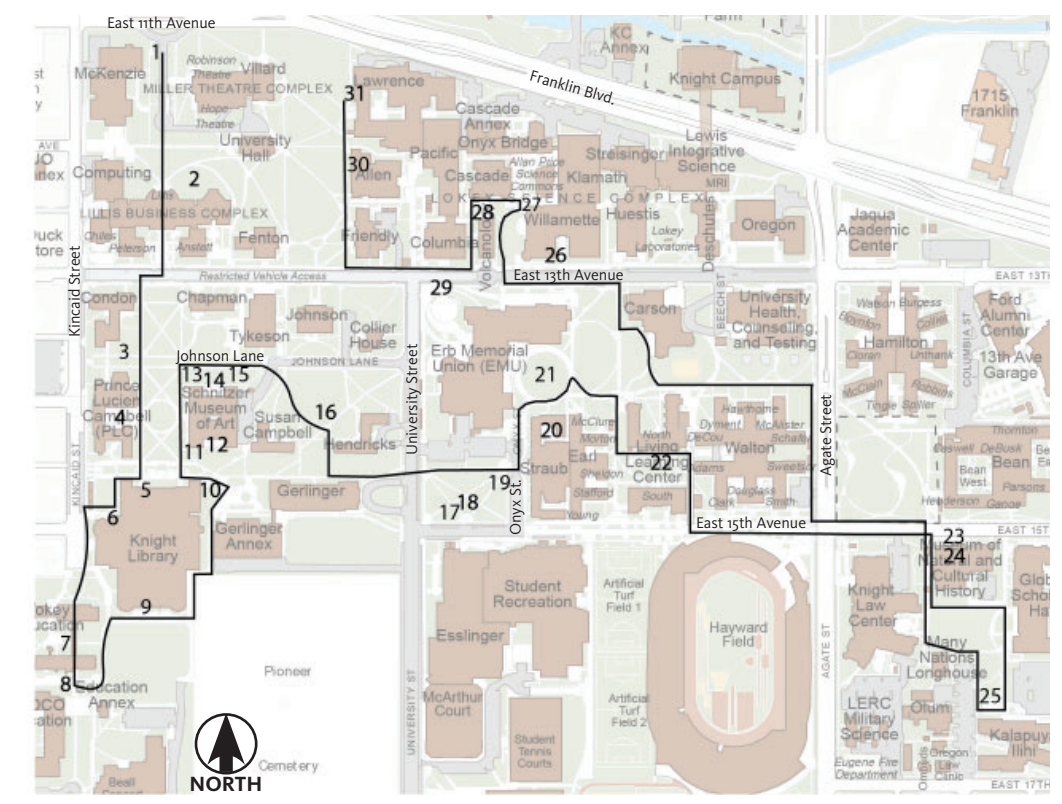 East 11th Avenue
1
McKenzie
Robinson
Theatre
Villard
MILLER THEATRE COMPLEX
Hope
Theatre
University
Hall
Computing
2
LILLIS BUSINESS COMPLEX
Chiles
Peterson
Anstett
Fenton
Restricted Vehicle Access
Kincaid Street
31
Lawrence
30
Allen
Friendly
Pacific
Cascade
Annex
Onyx Bridge
Cascade
Allan Price
Science
Commons
Streisinger
Klamath
LOKEY SCIENCE COMPLEX
Columbia
28
Volcanology
27
Willamette
26
Huestis
Lokey
Laboratories
Deschutes
Lewis
Integrative
Science
MRI
Oregon
KC
Annex
Knight Campus
Farm
Franklin Blvd.
1715
Franklin
Jaqua
Academic
Center
29
East 13th Avenue
EAST 13TH
Condon
Chapman
Tykeson
Johnson
Collier
House
3
Johnson Lane
JOHNSON LANE
Prince
Lucien
Campbell
(PLC)
4
13
14
15
Schnitzer
Museum
of Art
11
12
Susan
Campbell
16
Hendricks
University Street
Erb Memorial
Union (EMU)
21
Carson
BEECH ST
University
Health,
Counseling,
and Testing
Watson
Burgess
Boynton
Collier
Hamilton
Cloran
Unthank
McClain
Robbins
Tingle
Spiller
COLUMBIA ST
Ford
Alumni
Center
13th Ave
Garage
KINCAID ST
5
6
10
Knight
Library
Gerlinger
Gerlinger
Annex
9
7
8
Education
Annex
Beall
17
18
19
Onyx St.
20
Straub
McClure
Morton
Earl
Sheldon
Stafford
Young
North
Living
Learning
Center
22
South
Hawthorne
Dyment
McAlister
DeCou
Walton
Adams
Douglass
Clark
Smith
Agate Street
Caswell
DeBusk
Thornton
Bean
West
Bean
Parsons
Henderson
Ganoe
East 15th Avenue
EAST 15T
23
24
Museum of
Natural and
Cultural
History
Knight
Law
Center
Many
Nations
Longhouse
25
LERC
Military
Science
Olum
Eugene Fire
Department
Oregon
Law
Kalapuy
Ilihi
EAST 17TH
Student
Recreation
Esslinger
McArthur
Court
Student
Tennis
Courts
Artificial
Turf
Field 1
Artificial
Turf
Field 2
Hayward
Field
AGATE ST
UNIVERSITY ST
Pioneer
Cemetery
NORTH